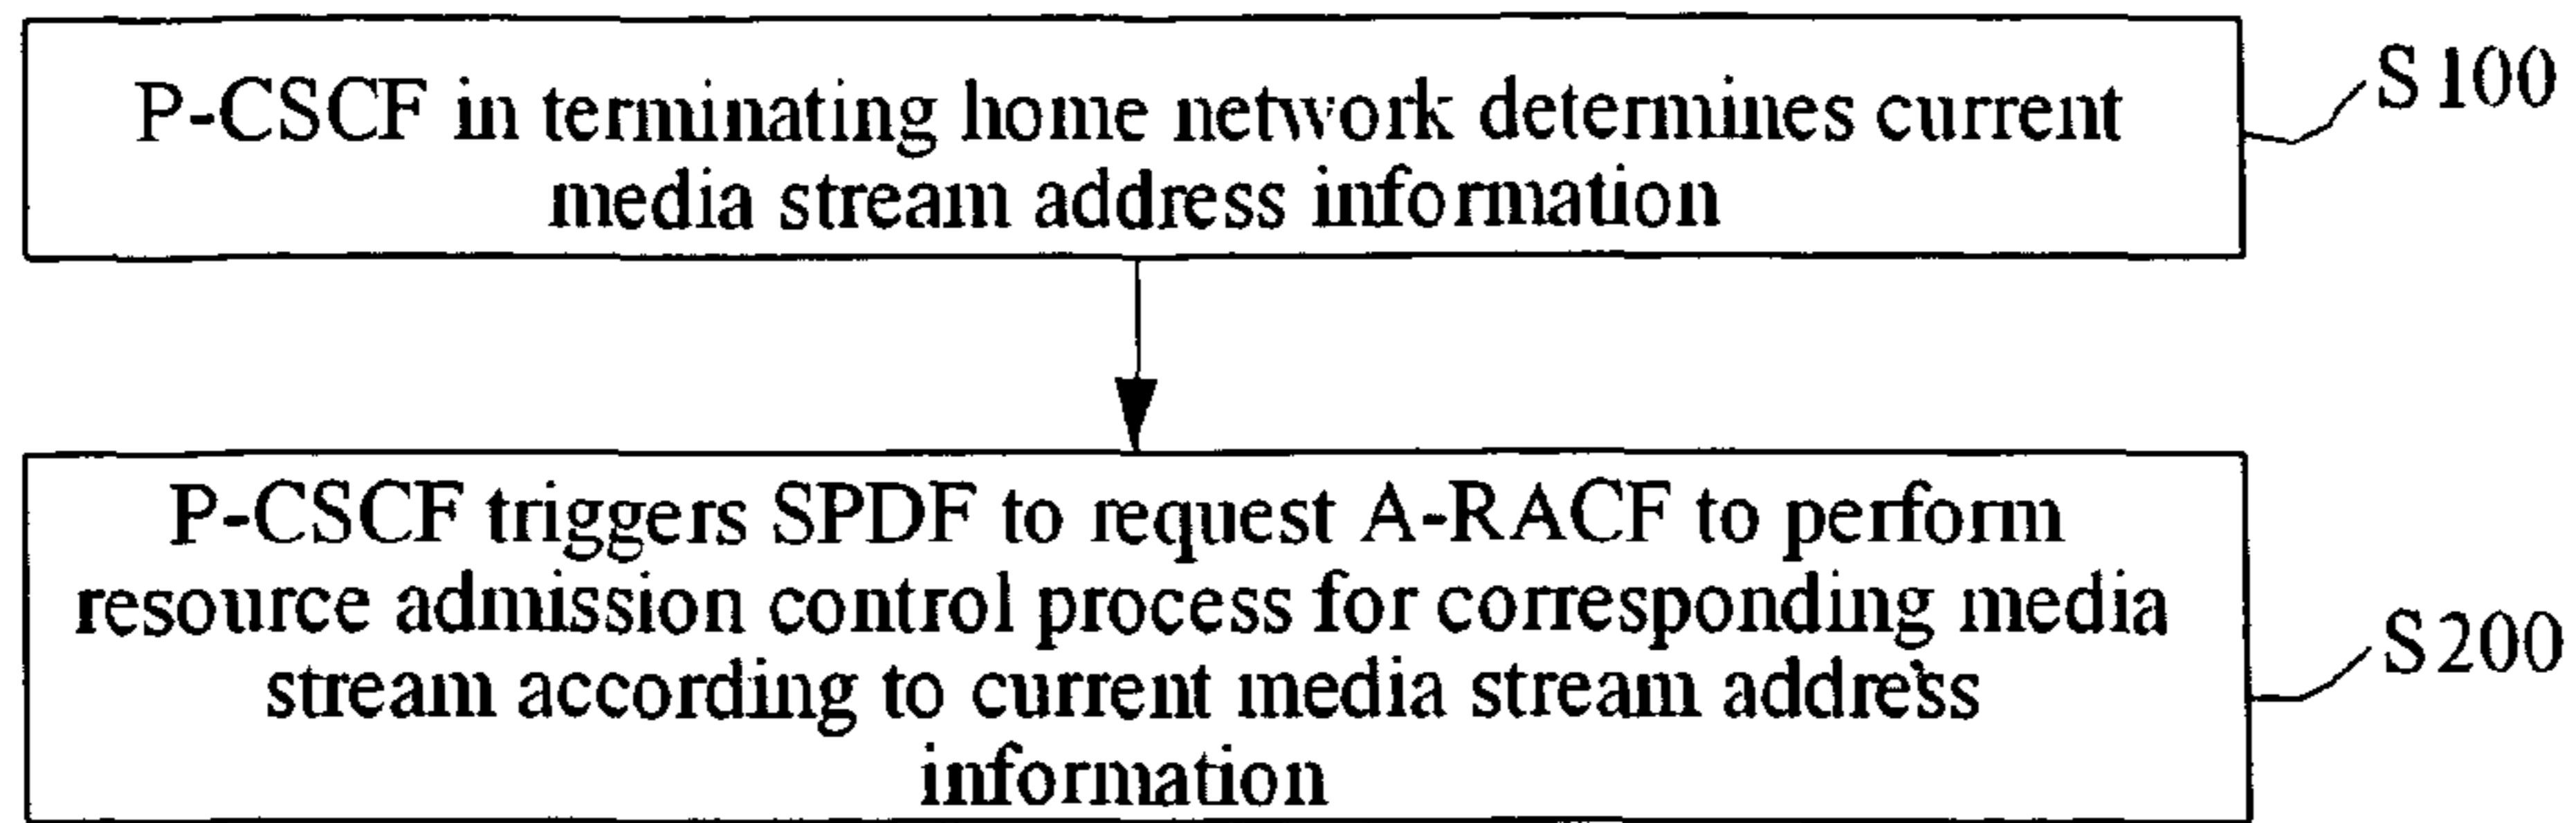 P-CSCF in terminating home network determines current
media stream address information
S100
P-CSCF triggers SPDF to request A-RACF to perform
resource admission control process for corresponding media
stream according to current media stream address
information
S200